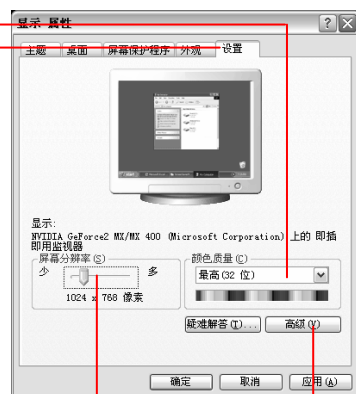 显示 属性
主题 桌面 屏幕保护程序 外观 设置
显示:
NVIDIA GeForce2 MX/MX 400 (Microsoft Corporation) 上的 即插
即用监视器
屏幕分辨率(S)
少 多
1024 x 768 像素
颜色质量(C)
最高(32 位)
疑难解答(T)... 高级(V)
确定 取消 应用(A)